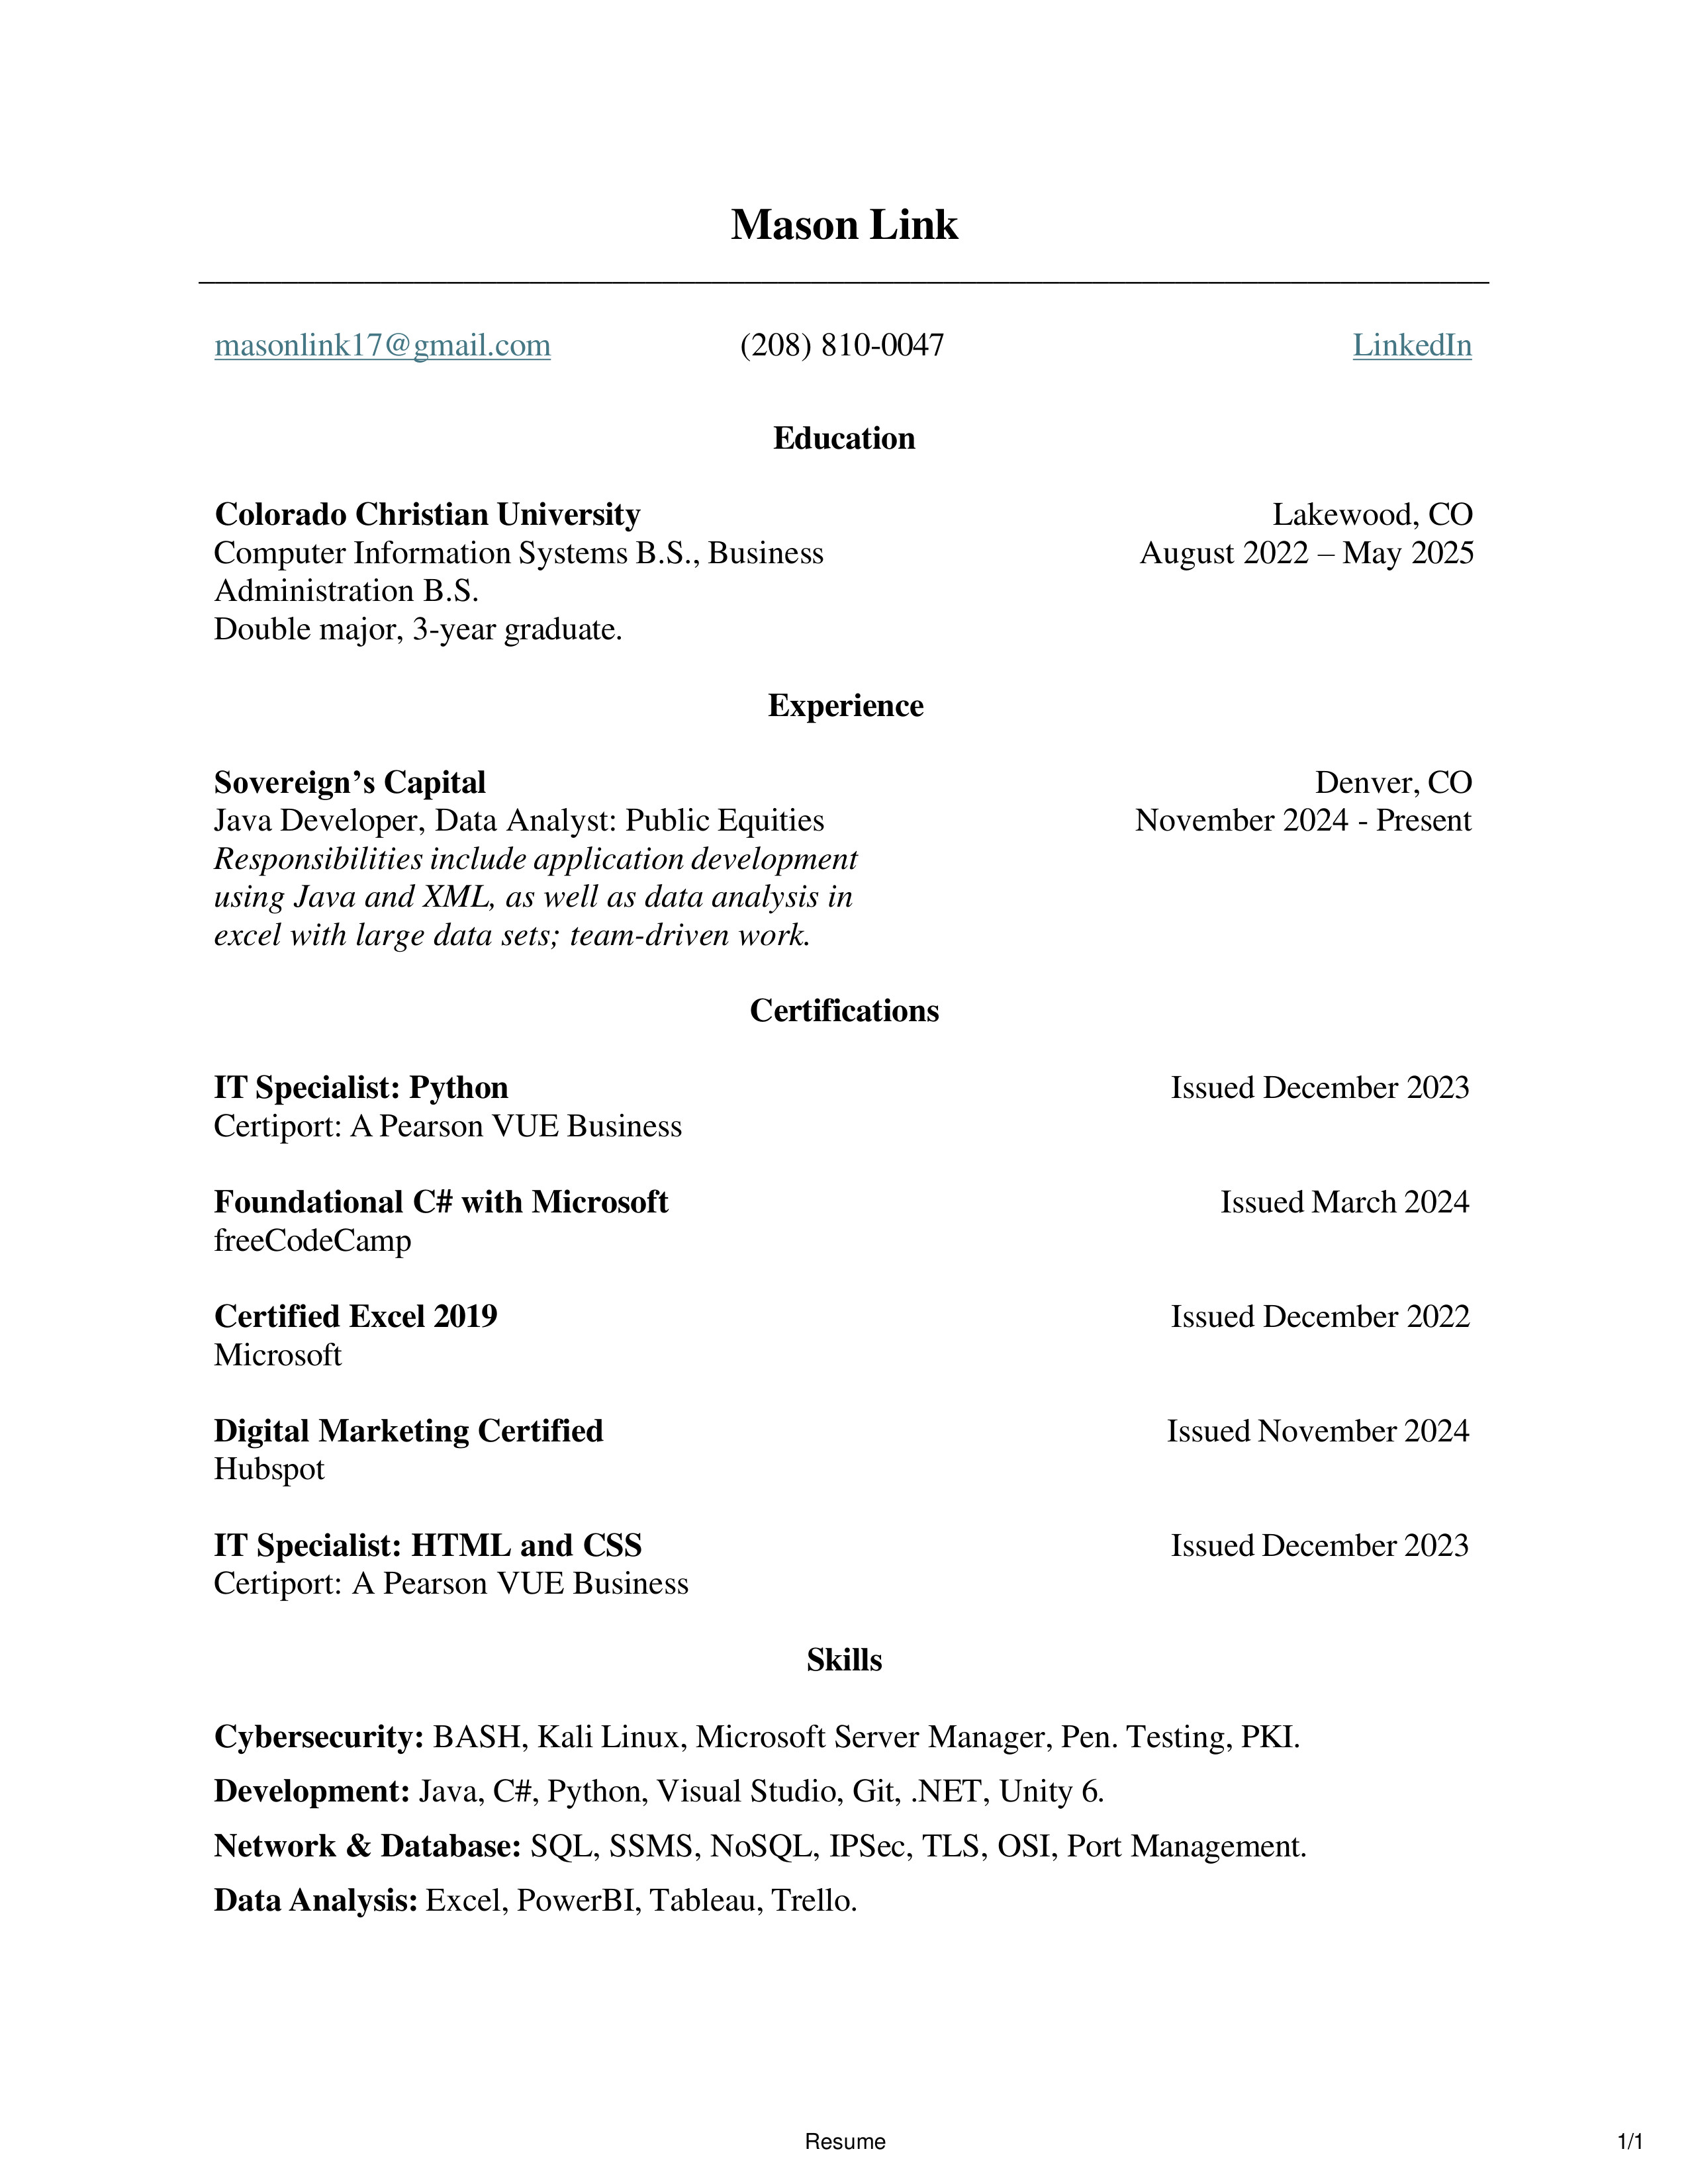 Mason Link
masonlink17@gmail.com (208) 810-0047 LinkedIn
Education
Colorado Christian University Lakewood, CO
Computer Information Systems B.S., Business August 2022 – May 2025
Administration B.S.
Double major, 3-year graduate.
Experience
Sovereign’s Capital Denver, CO
Java Developer, Data Analyst: Public Equities November 2024 - Present
Responsibilities include application development
using Java and XML, as well as data analysis in
excel with large data sets; team-driven work.
Certifications
IT Specialist: Python Issued December 2023
Certiport: A Pearson VUE Business
Foundational C# with Microsoft Issued March 2024
freeCodeCamp
Certified Excel 2019 Issued December 2022
Microsoft
Digital Marketing Certified Issued November 2024
Hubspot
IT Specialist: HTML and CSS Issued December 2023
Certiport: A Pearson VUE Business
Skills
Cybersecurity: BASH, Kali Linux, Microsoft Server Manager, Pen. Testing, PKI.
Development: Java, C#, Python, Visual Studio, Git, .NET, Unity 6.
Network & Database: SQL, SSMS, NoSQL, IPSec, TLS, OSI, Port Management.
Data Analysis: Excel, PowerBI, Tableau, Trello.
Resume 1/1